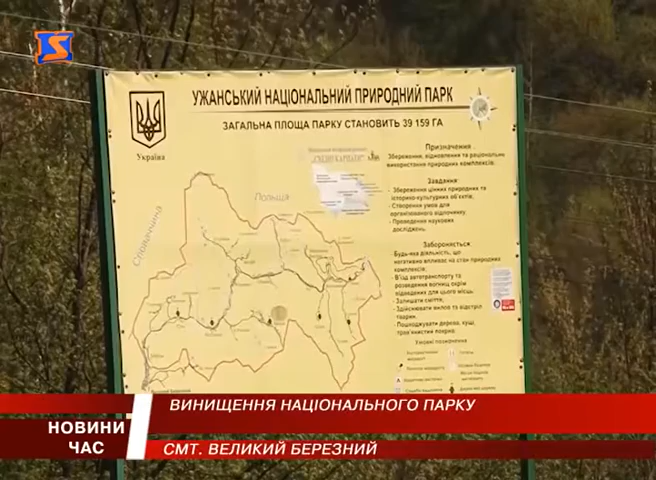 S
УЖАНСЬКИЙ НАЦІОНАЛЬНИЙ ПРИРОДНИЙ ПАРК
ЗАГАЛЬНА ПЛОЩА ПАРКУ СТАНОВИТЬ 39 159 ГА
Україна
Словаччина
Польща
Призначення
Збереження, відновлення та раціональне
використання природних комплексів.
Завдання:
- Збереження цінних природних та
історико-культурних об'єктів.
- Створення умов для
організованого відпочинку.
- Проведення наукових
досліджень.
Забороняється:
- Будь-яка діяльність, що
негативно впливає на стан природних
комплексів.
- В'їзд автотранспорту та
розведення вогнищ окрім
відведених для цього місць.
- Залишати сміття.
- Здійснювати вилов та відстріл
тварин.
- Пошкоджувати дерева, кущі,
трав'янистий покрив.
Умовні позначення
НОВИНИ
ЧАС
ВИНИЩЕННЯ НАЦІОНАЛЬНОГО ПАРКУ
СМТ. ВЕЛИКИЙ БЕРЕЗНИЙ